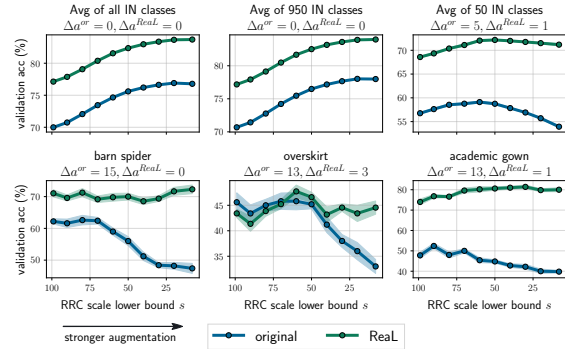 Avg of all IN classes
Δa^{or} = 0, Δa^{ReaL} = 0
Avg of 950 IN classes
Δa^{or} = 0, Δa^{ReaL} = 0
Avg of 50 IN classes
Δa^{or} = 5, Δa^{ReaL} = 1
validation acc (%)
80
75
70
80
70
70
65
60
55
barn spider
Δa^{or} = 15, Δa^{ReaL} = 0
overskirt
Δa^{or} = 13, Δa^{ReaL} = 3
academic gown
Δa^{or} = 13, Δa^{ReaL} = 1
validation acc (%)
70
60
50
45
40
35
80
70
60
50
40
100 75 50 25
100 75 50 25
100 75 50 25
RRC scale lower bound s
RRC scale lower bound s
RRC scale lower bound s
stronger augmentation
original
ReaL